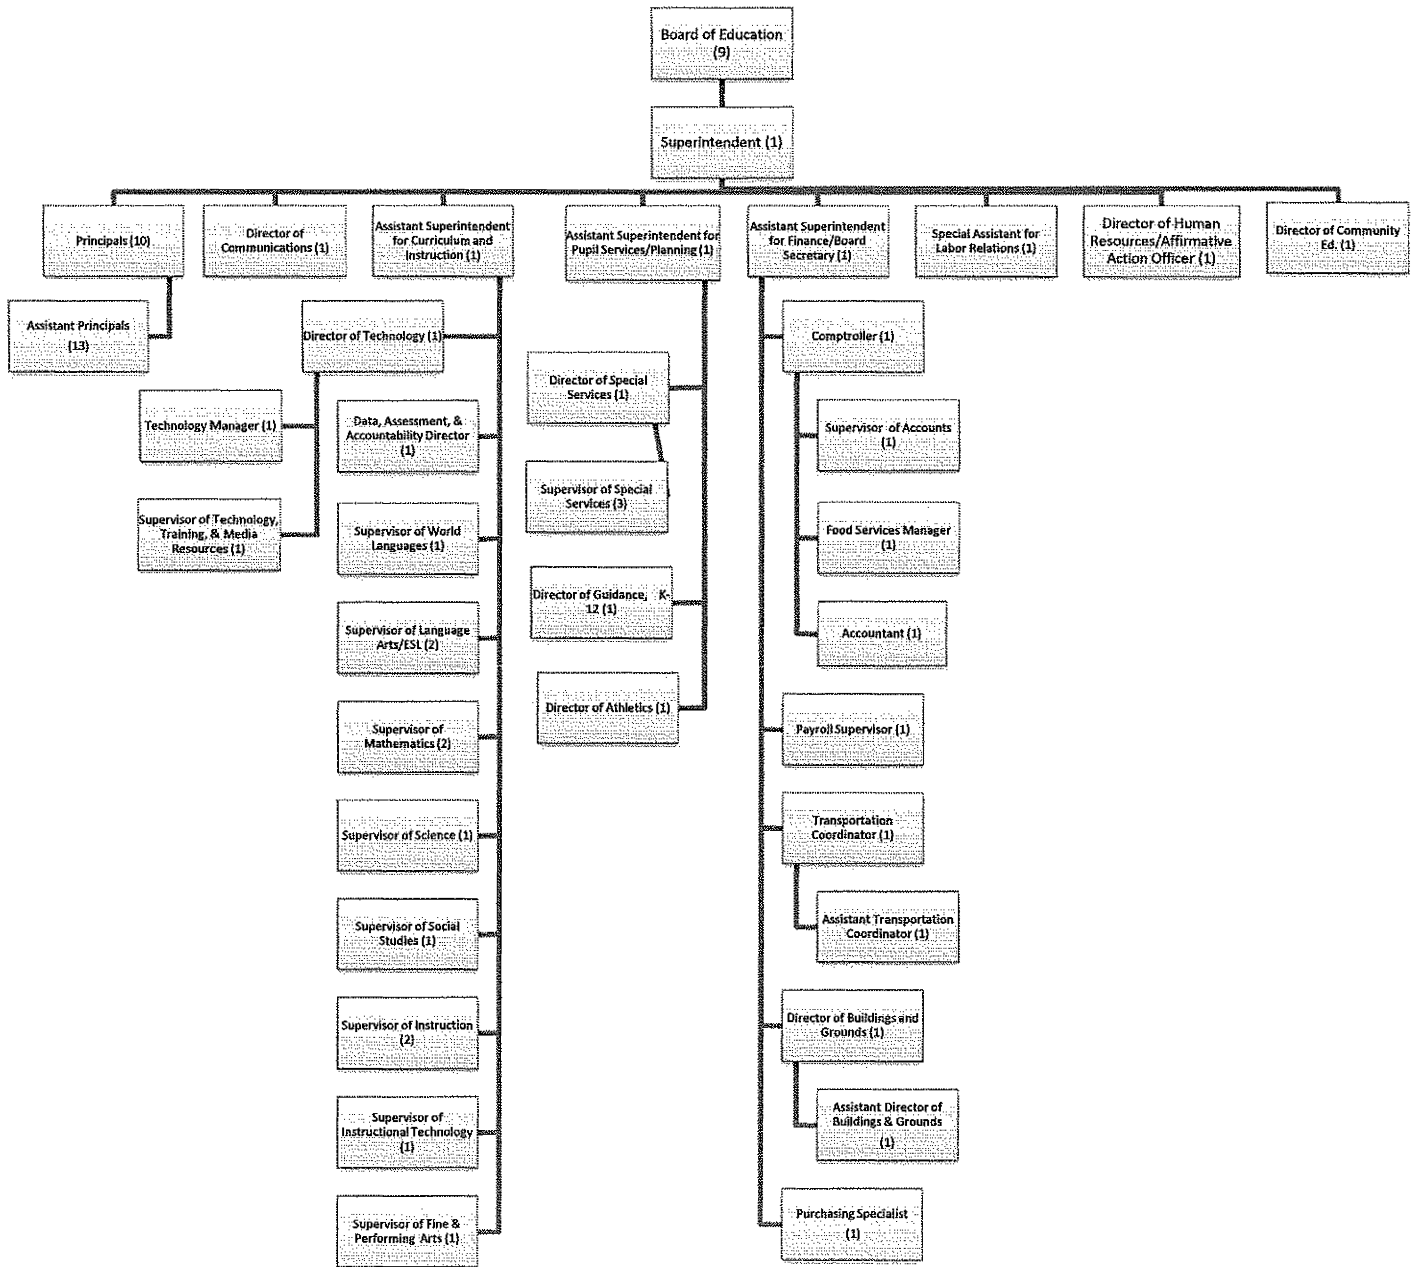 Board of Education
(9)
Superintendent (1)
Principals (10)
Director of
Communications (1)
Assistant Superintendent
for Curriculum and
Instruction (1)
Assistant Superintendent for
Pupil Services/Planning (1)
Assistant Superintendent
for Finance/Board
Secretary (1)
Special Assistant for
Labor Relations (1)
Director of Human
Resources/Affirmative
Action Officer (1)
Director of Community
Ed. (1)
Assistant Principals
(13)
Director of Technology (1)
Technology Manager (1)
Supervisor of Technology,
Training, & Media
Resources (1)
Data, Assessment, &
Accountability Director
(1)
Supervisor of World
Languages (1)
Supervisor of Language
Arts/ESL (2)
Supervisor of
Mathematics (2)
Supervisor of Science (1)
Supervisor of Social
Studies (1)
Supervisor of Instruction
(2)
Supervisor of
Instructional Technology
(1)
Supervisor of Fine &
Performing Arts (1)
Director of Special
Services (1)
Supervisor of Special
Services (3)
Director of Guidance, K-
12 (1)
Director of Athletics (1)
Comptroller (1)
Supervisor of Accounts
(1)
Food Services Manager
(1)
Accountant (1)
Payroll Supervisor (1)
Transportation
Coordinator (1)
Assistant Transportation
Coordinator (1)
Director of Buildings and
Grounds (1)
Assistant Director of
Buildings & Grounds
(1)
Purchasing Specialist
(1)